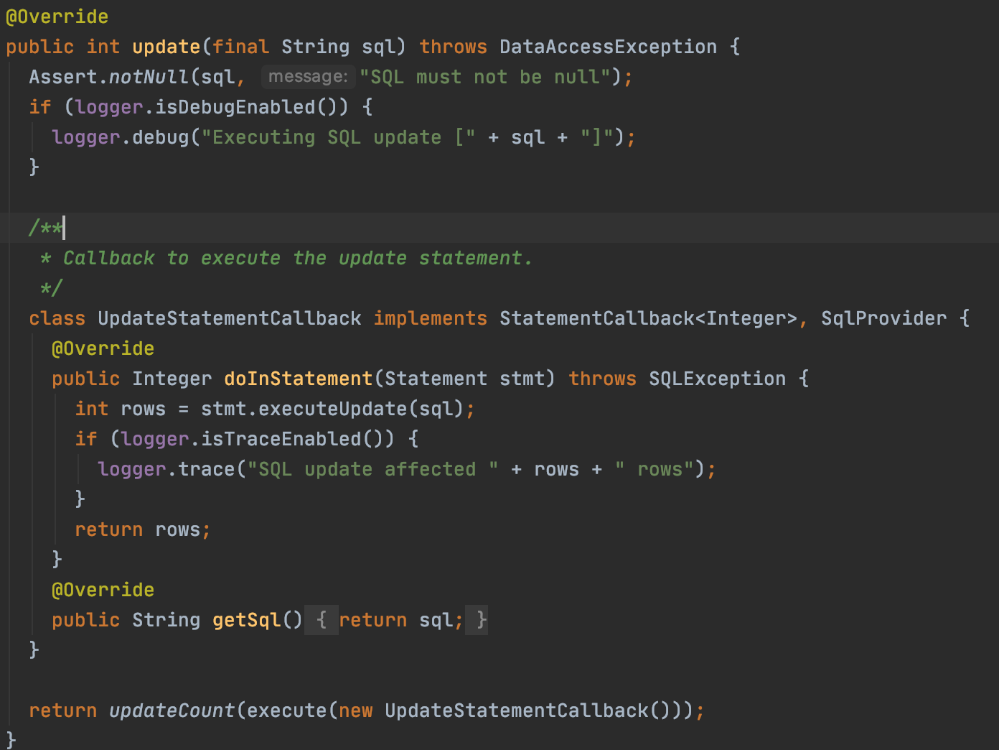 @Override
public int update(final String sql) throws DataAccessException {
Assert.notNull(sql, message: "SQL must not be null");
if (logger.isDebugEnabled()) {
logger.debug("Executing SQL update [" + sql + "]");
}
/**
* Callback to execute the update statement.
*/
class UpdateStatementCallback implements StatementCallback<Integer>, SqlProvider {
@Override
public Integer doInStatement(Statement stmt) throws SQLException {
int rows = stmt.executeUpdate(sql);
if (logger.isTraceEnabled()) {
logger.trace("SQL update affected " + rows + " rows");
}
return rows;
}
@Override
public String getSql() { return sql; }
}
return updateCount(execute(new UpdateStatementCallback()));
}